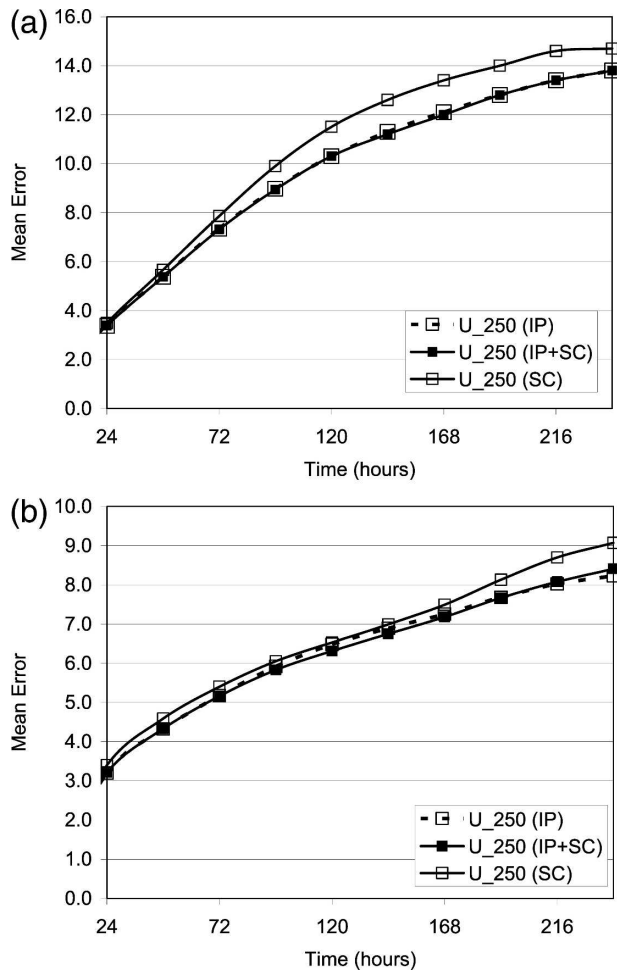 (a)
16.0
14.0
12.0
10.0
8.0
6.0
4.0
2.0
0.0
Mean Error
U_250 (IP)
U_250 (IP+SC)
U_250 (SC)
24 72 120 168 216
Time (hours)
(b)
10.0
9.0
8.0
7.0
6.0
5.0
4.0
3.0
2.0
1.0
0.0
Mean Error
U_250 (IP)
U_250 (IP+SC)
U_250 (SC)
24 72 120 168 216
Time (hours)